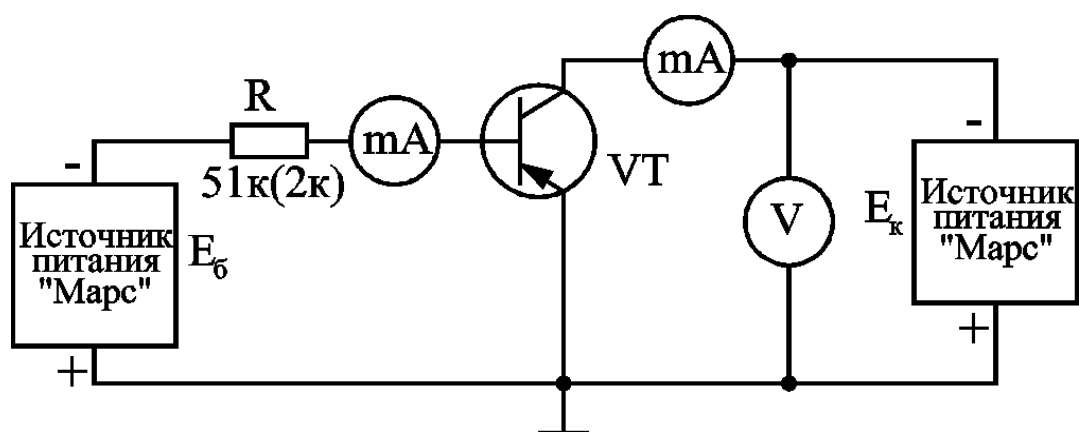 mA
R
mA
-
-
51к(2к)
VT
Источник
питания
"Марс"
Eб
V
Eк
Источник
питания
"Марс"
+
+